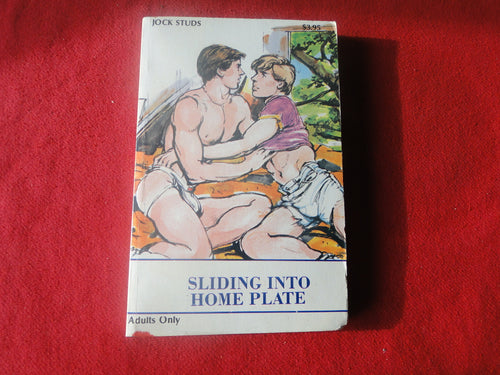 JOCK STUDS
$3.95
SLIDING INTO
HOME PLATE
Adults Only